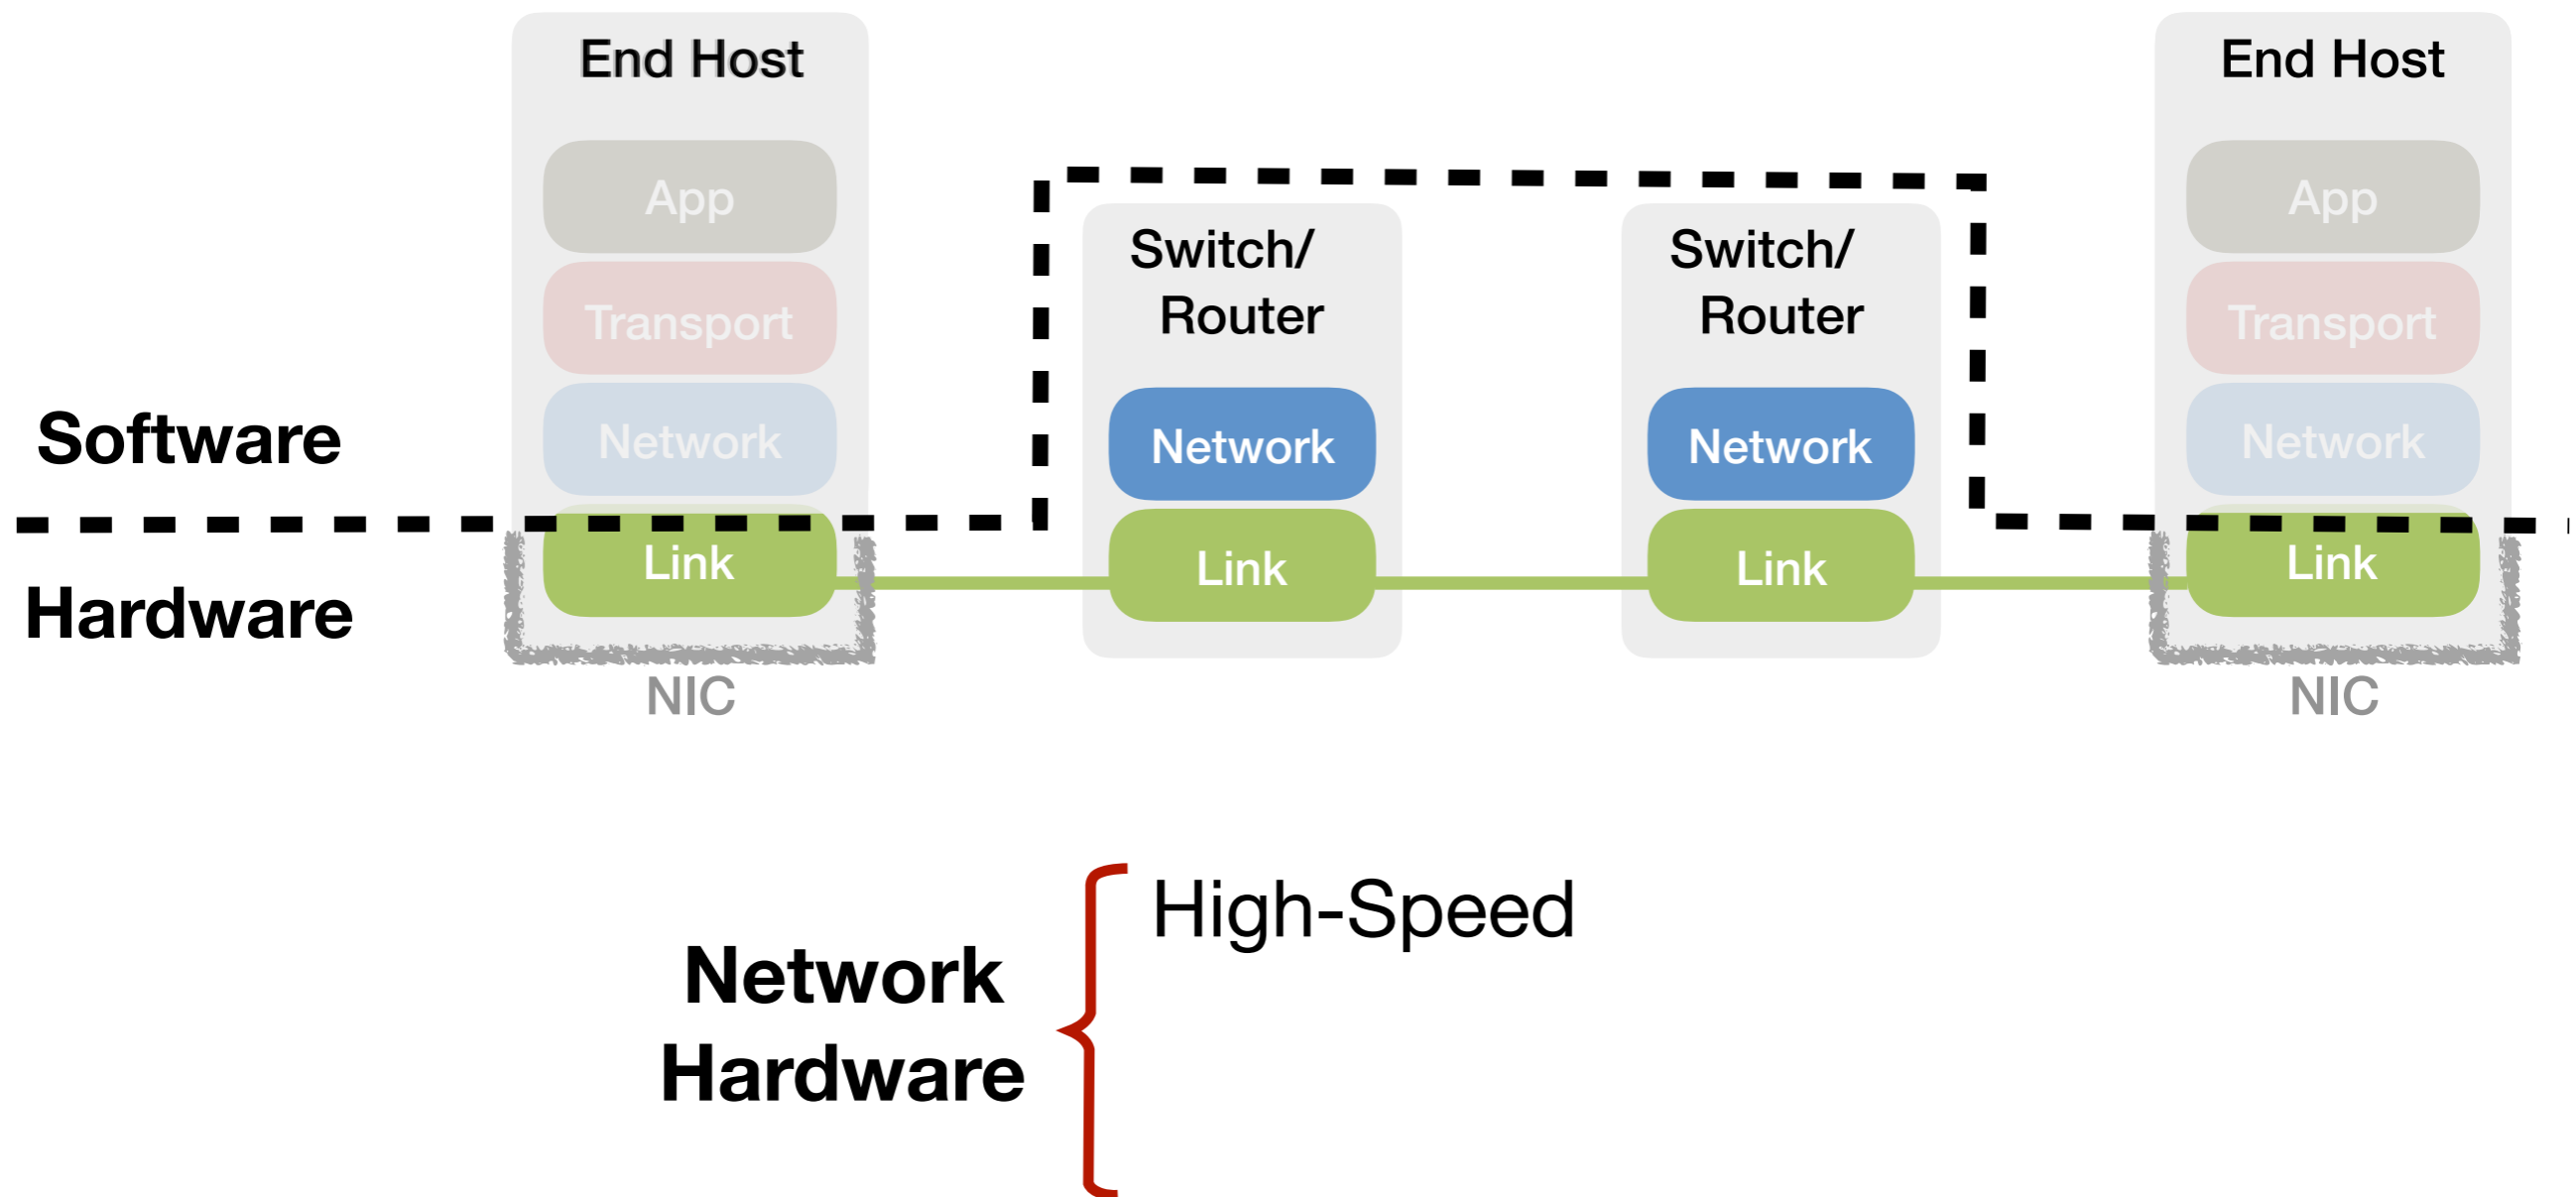 End Host
App
Transport
Network
Link
NIC
Switch/
Router
Network
Link
Switch/
Router
Network
Link
End Host
App
Transport
Network
Link
NIC
Software
Hardware
Network
Hardware
High-Speed